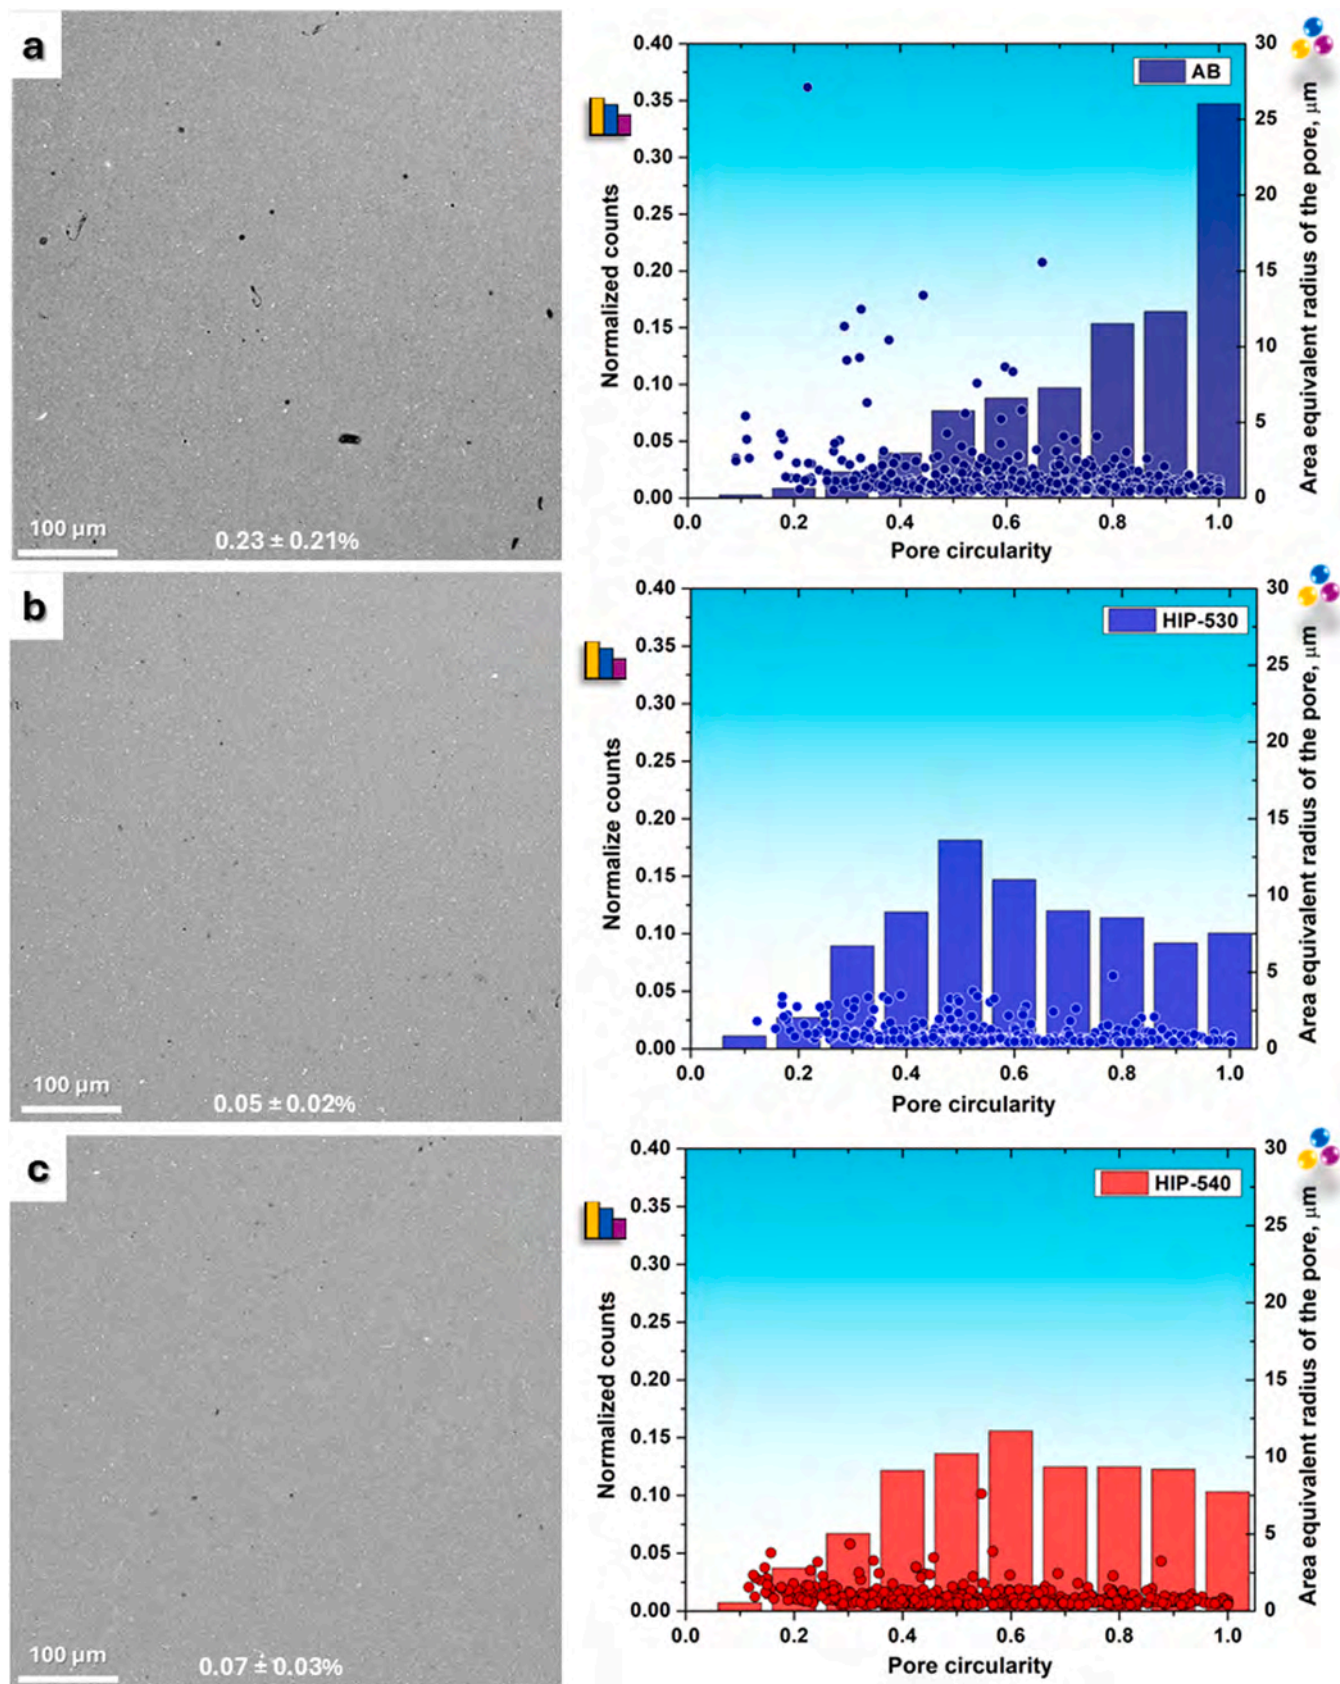 a
100 µm
0.23 ± 0.21%
0.40
0.35
0.30
0.25
0.20
0.15
0.10
0.05
0.00
Normalized counts
AB
30
25
20
15
10
5
0
Area equivalent radius of the pore, µm
0.0 0.2 0.4 0.6 0.8 1.0
Pore circularity
b
100 µm
0.05 ± 0.02%
0.40
0.35
0.30
0.25
0.20
0.15
0.10
0.05
0.00
Normalize counts
HIP-530
30
25
20
15
10
5
0
Area equivalent radius of the pore, µm
0.0 0.2 0.4 0.6 0.8 1.0
Pore circularity
c
100 µm
0.07 ± 0.03%
0.40
0.35
0.30
0.25
0.20
0.15
0.10
0.05
0.00
Normalized counts
HIP-540
30
25
20
15
10
5
0
Area equivalent radius of the pore, µm
0.0 0.2 0.4 0.6 0.8 1.0
Pore circularity